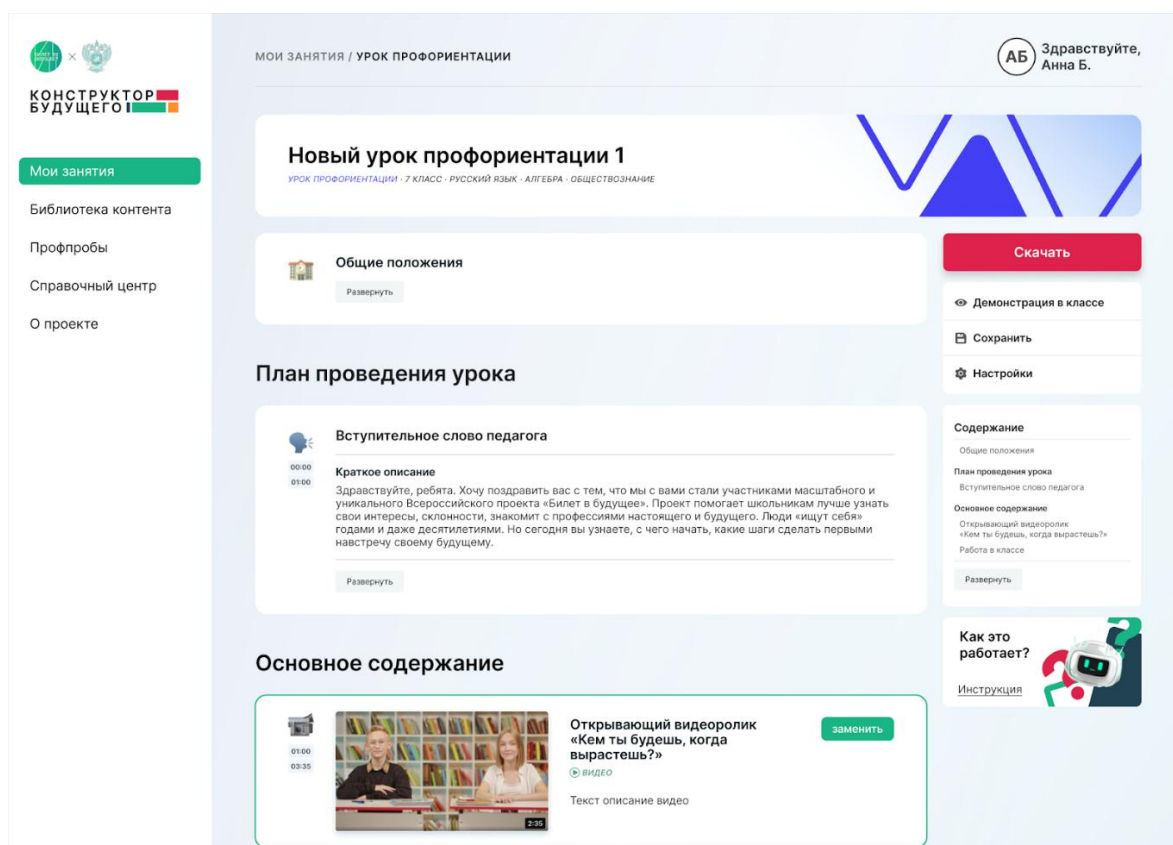 БИЛЕТ В БУДУЩЕЕ
×
КОНСТРУКТОР
БУДУЩЕГО
Мои занятия
Библиотека контента
Профпробы
Справочный центр
О проекте
МОИ ЗАНЯТИЯ / УРОК ПРОФОРИЕНТАЦИИ
АБ
Здравствуйте,
Анна Б.
Новый урок профориентации 1
УРОК ПРОФОРИЕНТАЦИИ · 7 КЛАСС · РУССКИЙ ЯЗЫК · АЛГЕБРА · ОБЩЕСТВОЗНАНИЕ
Общие положения
Развернуть
План проведения урока
Вступительное слово педагога
00:00
01:00
Краткое описание
Здравствуйте, ребята. Хочу поздравить вас с тем, что мы с вами стали участниками масштабного и
уникального Всероссийского проекта «Билет в будущее». Проект помогает школьникам лучше узнать
свои интересы, склонности, знакомит с профессиями настоящего и будущего. Люди «ищут себя»
годами и даже десятилетиями. Но сегодня вы узнаете, с чего начать, какие шаги сделать первыми
навстречу своему будущему.
Развернуть
Основное содержание
01:00
03:35
2:35
Открывающий видеоролик
«Кем ты будешь, когда
вырастешь?»
ВИДЕО
Текст описание видео
заменить
Скачать
Демонстрация в классе
Сохранить
Настройки
Содержание
Общие положения
План проведения урока
Вступительное слово педагога
Основное содержание
Открывающий видеоролик
«Кем ты будешь, когда вырастешь?»
Работа в классе
Развернуть
Как это
работает?
Инструкция